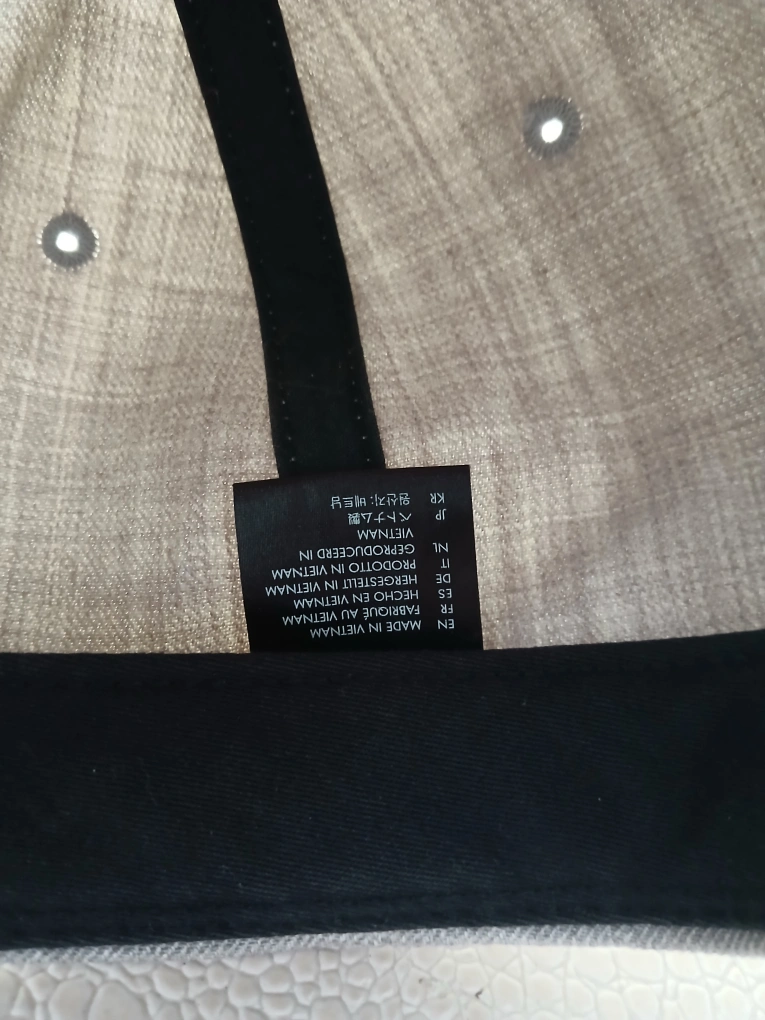 EN MADE IN VIETNAM
FR FABRIQUÉ AU VIETNAM
ES HECHO EN VIETNAM
DE HERGESTELLT IN VIETNAM
IT PRODOTTO IN VIETNAM
NL GEPRODUCEERD IN
VIETNAM
JP ベトナム製
KR 원산지: 베트남